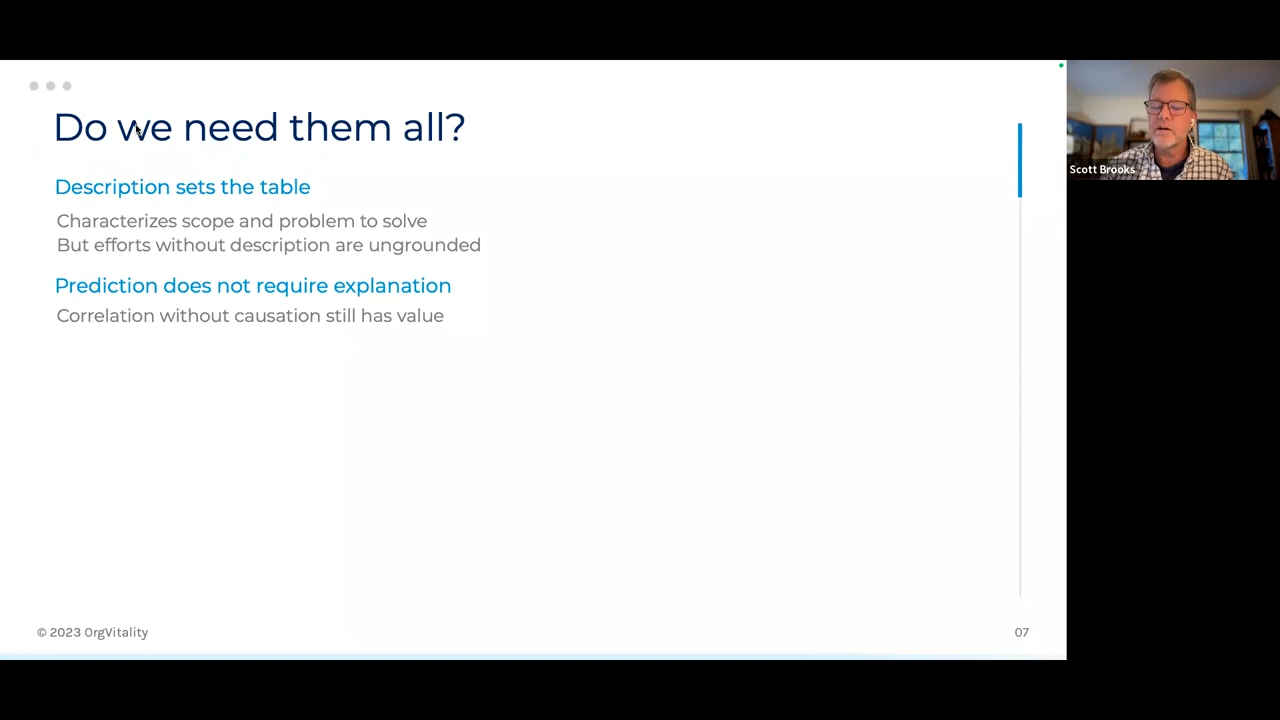 Do we need them all?
Description sets the table
Characterizes scope and problem to solve
But efforts without description are ungrounded
Prediction does not require explanation
Correlation without causation still has value
© 2023 OrgVitality
07
Scott Brooks